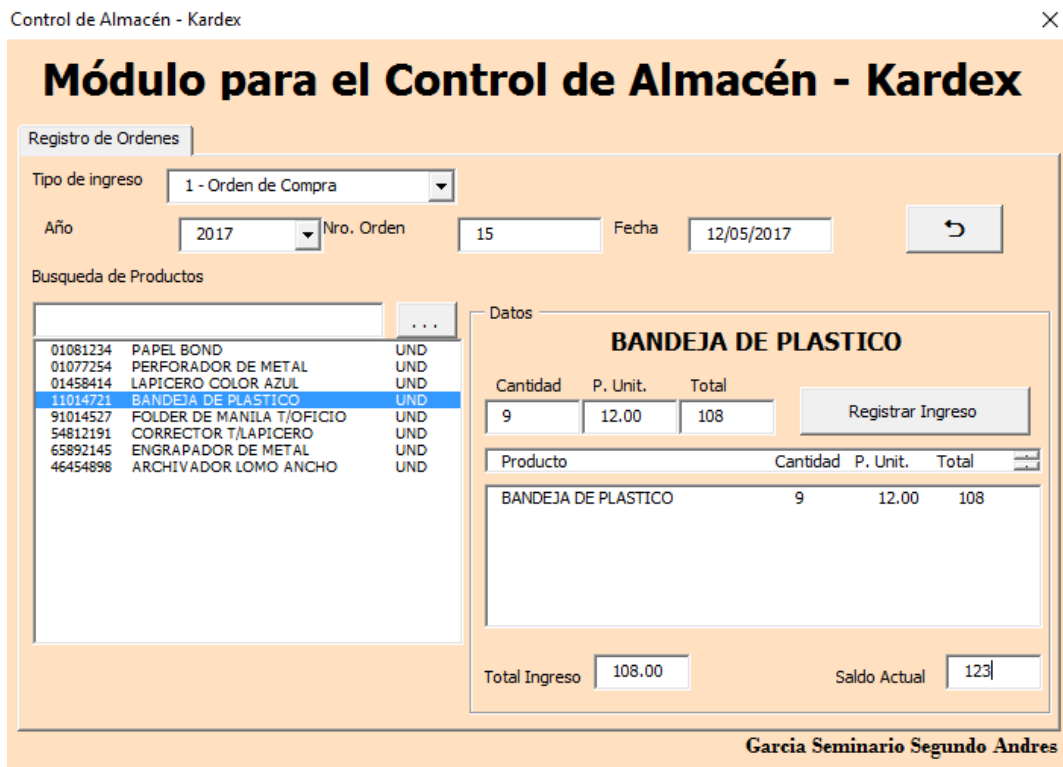 Control de Almacén - Kardex
Módulo para el Control de Almacén - Kardex
Registro de Ordenes
Tipo de ingreso 1 - Orden de Compra
Año 2017 Nro. Orden 15 Fecha 12/05/2017
Busqueda de Productos
...
01081234 PAPEL BOND UND
01077254 PERFORADOR DE METAL UND
01458414 LAPICERO COLOR AZUL UND
11014721 BANDEJA DE PLASTICO UND
91014527 FOLDER DE MANILA T/OFICIO UND
54812191 CORRECTOR T/LAPICERO UND
65892145 ENGRAPADOR DE METAL UND
46454898 ARCHIVADOR LOMO ANCHO UND
Datos
BANDEJA DE PLASTICO
Cantidad P. Unit. Total
9 12.00 108 Registrar Ingreso
Producto Cantidad P. Unit. Total
BANDEJA DE PLASTICO 9 12.00 108
Total Ingreso 108.00 Saldo Actual 123
Garcia Seminario Segundo Andres